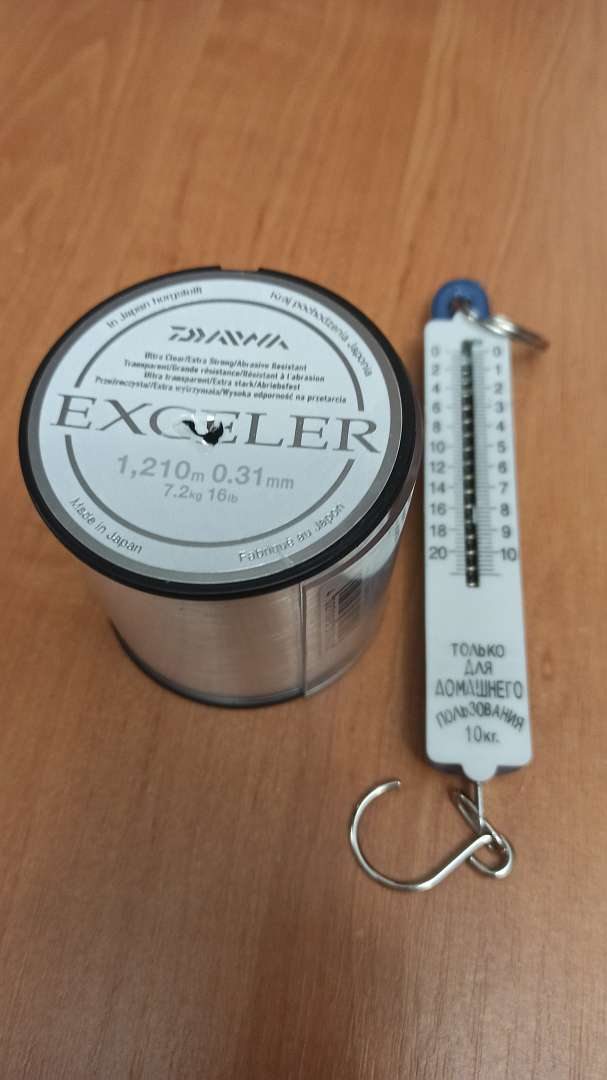 In Japan hergstellt
Kraj pochodzenia Japonia
DAIWA
Ultra Clear/Extra Strong/Abrasive Resistant
Transparent/Grande résistance/Résistant à l'abrasion
Ultra transparent/Extra stark/Abriebsfest
Przeźroczysta/Extra wytrzymała/Wysoka odporność na przetarcia
EXCELER
1,210m 0.31mm
7.2kg 16lb
Made in Japan
Fabriqué au Japon
0 0
2 1
4 2
6 3
8 4
10 5
12 6
14 7
16 8
18 9
20 10
ТОЛЬКО
ДЛЯ
ДОМАШНЕГО
ПОЛЬЗОВАНИЯ
10кг.